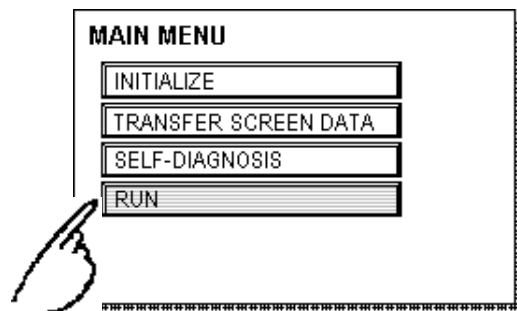 MAIN MENU
INITIALIZE
TRANSFER SCREEN DATA
SELF-DIAGNOSIS
RUN